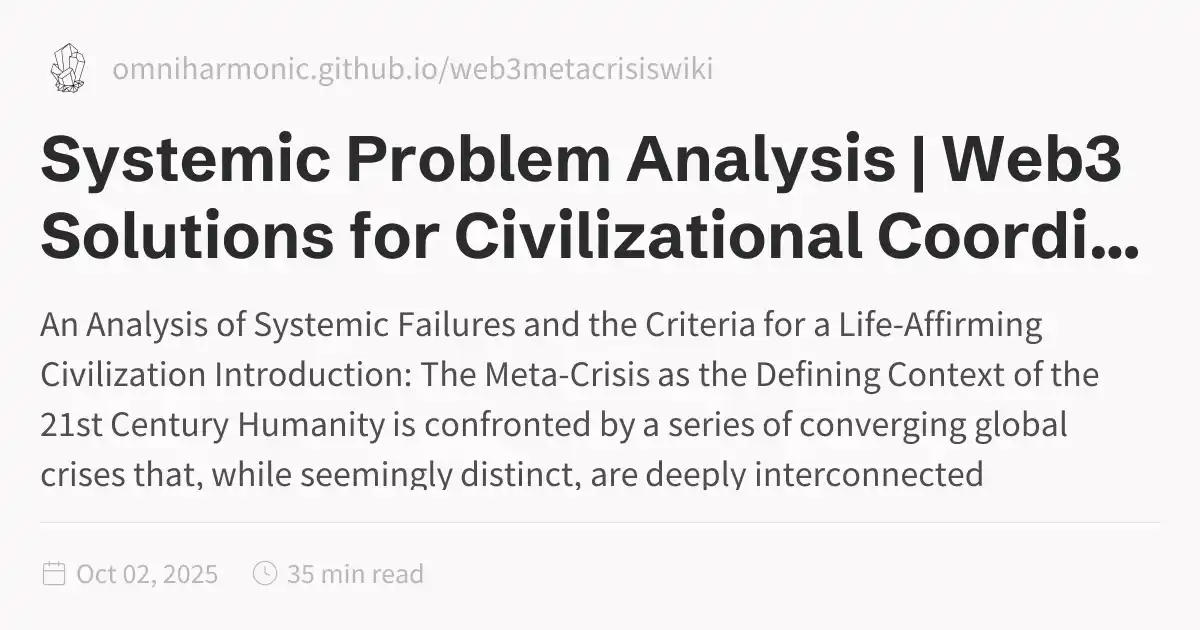 omniharmonic.github.io/web3metacrisiswiki
Systemic Problem Analysis | Web3
Solutions for Civilizational Coordi...
An Analysis of Systemic Failures and the Criteria for a Life-Affirming
Civilization Introduction: The Meta-Crisis as the Defining Context of the
21st Century Humanity is confronted by a series of converging global
crises that, while seemingly distinct, are deeply interconnected
Oct 02, 2025
35 min read